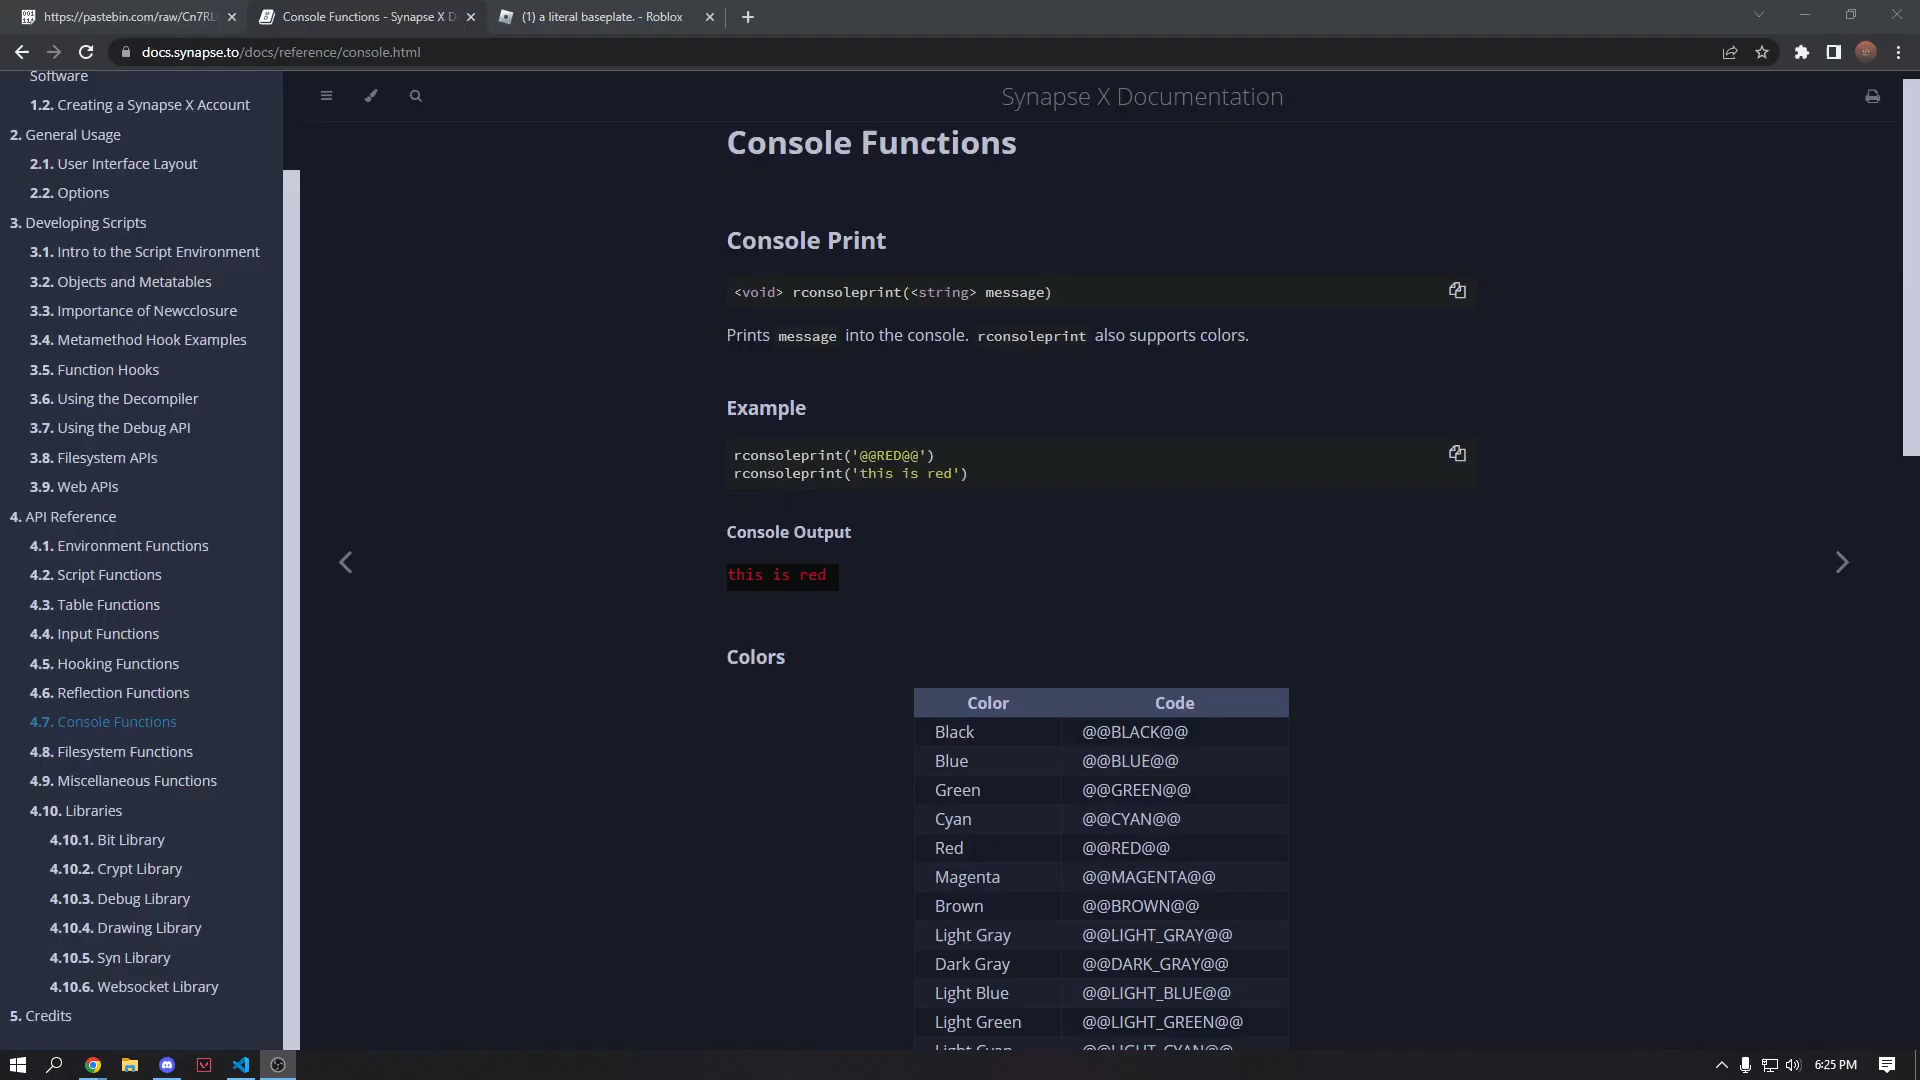 https://pastebin.com/raw/Cn7RL
Console Functions - Synapse X D
(1) a literal baseplate. - Roblox
docs.synapse.to/docs/reference/console.html
Software
1.2. Creating a Synapse X Account
2. General Usage
2.1. User Interface Layout
2.2. Options
3. Developing Scripts
3.1. Intro to the Script Environment
3.2. Objects and Metatables
3.3. Importance of Newcclosure
3.4. Metamethod Hook Examples
3.5. Function Hooks
3.6. Using the Decompiler
3.7. Using the Debug API
3.8. Filesystem APIs
3.9. Web APIs
4. API Reference
4.1. Environment Functions
4.2. Script Functions
4.3. Table Functions
4.4. Input Functions
4.5. Hooking Functions
4.6. Reflection Functions
4.7. Console Functions
4.8. Filesystem Functions
4.9. Miscellaneous Functions
4.10. Libraries
4.10.1. Bit Library
4.10.2. Crypt Library
4.10.3. Debug Library
4.10.4. Drawing Library
4.10.5. Syn Library
4.10.6. Websocket Library
5. Credits
Synapse X Documentation
Console Functions
Console Print
<void> rconsoleprint(<string> message)
Prints message into the console. rconsoleprint also supports colors.
Example
rconsoleprint('@@RED@@')
rconsoleprint('this is red')
Console Output
this is red
Colors
Color Code
Black @@BLACK@@
Blue @@BLUE@@
Green @@GREEN@@
Cyan @@CYAN@@
Red @@RED@@
Magenta @@MAGENTA@@
Brown @@BROWN@@
Light Gray @@LIGHT_GRAY@@
Dark Gray @@DARK_GRAY@@
Light Blue @@LIGHT_BLUE@@
Light Green @@LIGHT_GREEN@@
Light Cyan @@LIGHT_CYAN@@
6:25 PM